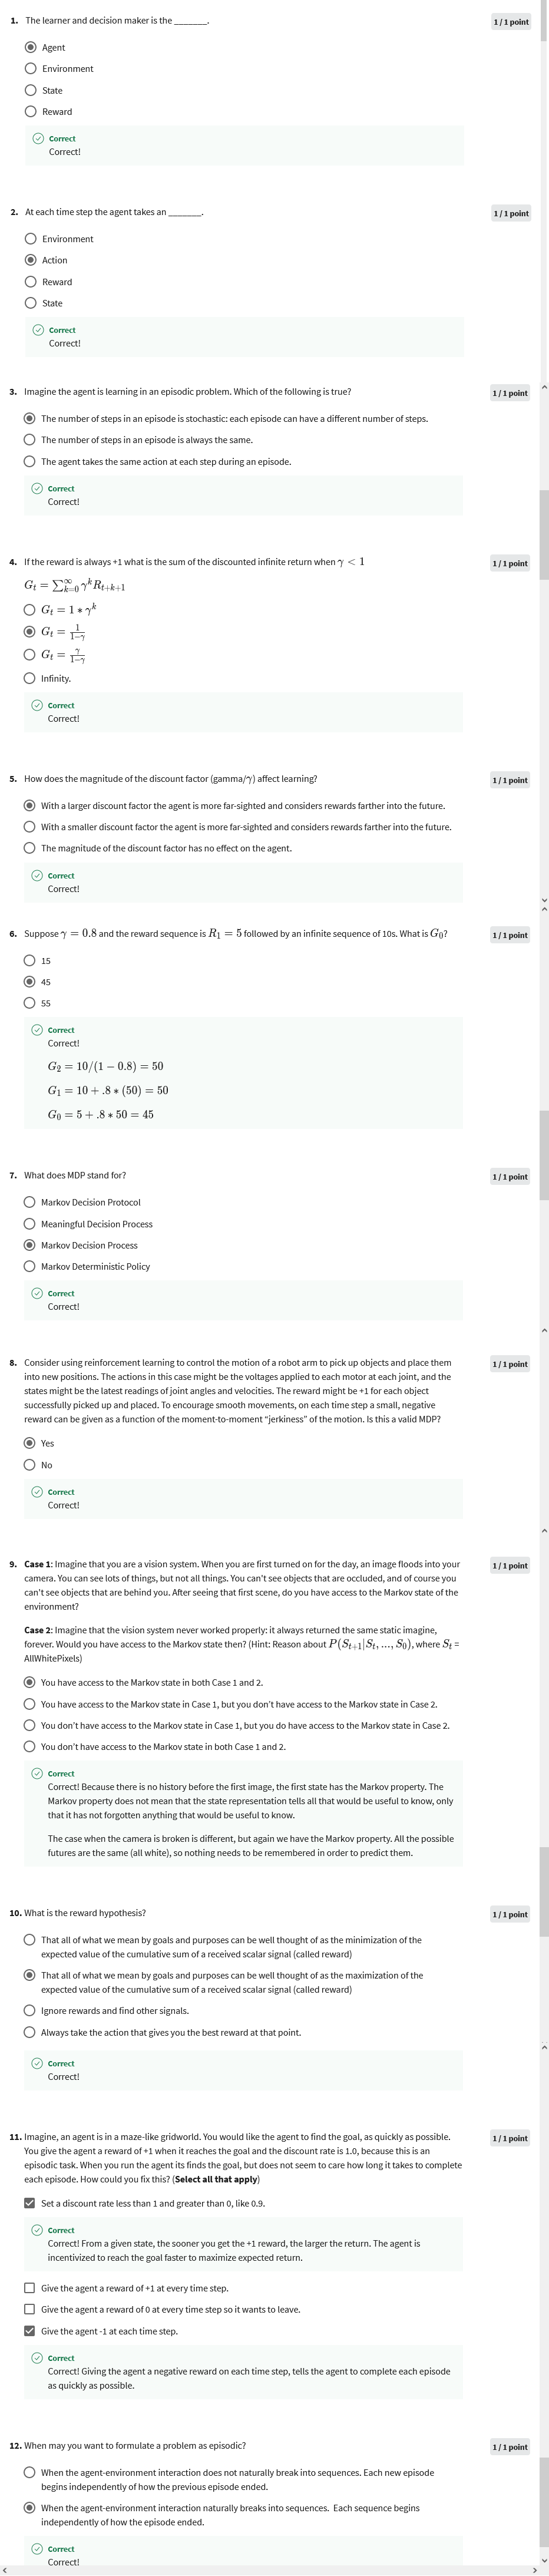 1. The learner and decision maker is the _______.
1 / 1 point
Agent
Environment
State
Reward
Correct
Correct!
2. At each time step the agent takes an _______.
1 / 1 point
Environment
Action
Reward
State
Correct
Correct!
3. Imagine the agent is learning in an episodic problem. Which of the following is true?
1 / 1 point
The number of steps in an episode is stochastic: each episode can have a different number of steps.
The number of steps in an episode is always the same.
The agent takes the same action at each step during an episode.
Correct
Correct!
4. If the reward is always +1 what is the sum of the discounted infinite return when γ < 1
1 / 1 point
G_t = ∑_{k=0}^{∞} γ^k R_{t+k+1}
G_t = 1 * γ^k
G_t = \frac{1}{1-γ}
G_t = \frac{γ}{1-γ}
Infinity.
Correct
Correct!
5. How does the magnitude of the discount factor (gamma/γ) affect learning?
1 / 1 point
With a larger discount factor the agent is more far-sighted and considers rewards farther into the future.
With a smaller discount factor the agent is more far-sighted and considers rewards farther into the future.
The magnitude of the discount factor has no effect on the agent.
Correct
Correct!
6. Suppose γ = 0.8 and the reward sequence is R_1 = 5 followed by an infinite sequence of 10s. What is G_0?
1 / 1 point
15
45
55
Correct
Correct!
G_2 = 10/(1 − 0.8) = 50
G_1 = 10 + .8 * (50) = 50
G_0 = 5 + .8 * 50 = 45
7. What does MDP stand for?
1 / 1 point
Markov Decision Protocol
Meaningful Decision Process
Markov Decision Process
Markov Deterministic Policy
Correct
Correct!
8. Consider using reinforcement learning to control the motion of a robot arm to pick up objects and place them
1 / 1 point
into new positions. The actions in this case might be the voltages applied to each motor at each joint, and the
states might be the latest readings of joint angles and velocities. The reward might be +1 for each object
successfully picked up and placed. To encourage smooth movements, on each time step a small, negative
reward can be given as a function of the moment-to-moment “jerkiness” of the motion. Is this a valid MDP?
Yes
No
Correct
Correct!
9. Case 1: Imagine that you are a vision system. When you are first turned on for the day, an image floods into your
1 / 1 point
camera. You can see lots of things, but not all things. You can't see objects that are occluded, and of course you
can't see objects that are behind you. After seeing that first scene, do you have access to the Markov state of the
environment?
Case 2: Imagine that the vision system never worked properly: it always returned the same static imagine,
forever. Would you have access to the Markov state then? (Hint: Reason about P(S_{t+1}|S_t, ..., S_0), where S_t =
AllWhitePixels)
You have access to the Markov state in both Case 1 and 2.
You have access to the Markov state in Case 1, but you don't have access to the Markov state in Case 2.
You don't have access to the Markov state in Case 1, but you do have access to the Markov state in Case 2.
You don't have access to the Markov state in both Case 1 and 2.
Correct
Correct! Because there is no history before the first image, the first state has the Markov property. The
Markov property does not mean that the state representation tells all that would be useful to know, only
that it has not forgotten anything that would be useful to know.
The case when the camera is broken is different, but again we have the Markov property. All the possible
futures are the same (all white), so nothing needs to be remembered in order to predict them.
10. What is the reward hypothesis?
1 / 1 point
That all of what we mean by goals and purposes can be well thought of as the minimization of the
expected value of the cumulative sum of a received scalar signal (called reward)
That all of what we mean by goals and purposes can be well thought of as the maximization of the
expected value of the cumulative sum of a received scalar signal (called reward)
Ignore rewards and find other signals.
Always take the action that gives you the best reward at that point.
Correct
Correct!
11. Imagine, an agent is in a maze-like gridworld. You would like the agent to find the goal, as quickly as possible.
1 / 1 point
You give the agent a reward of +1 when it reaches the goal and the discount rate is 1.0, because this is an
episodic task. When you run the agent its finds the goal, but does not seem to care how long it takes to complete
each episode. How could you fix this? (Select all that apply)
Set a discount rate less than 1 and greater than 0, like 0.9.
Correct
Correct! From a given state, the sooner you get the +1 reward, the larger the return. The agent is
incentivized to reach the goal faster to maximize expected return.
Give the agent a reward of +1 at every time step.
Give the agent a reward of 0 at every time step so it wants to leave.
Give the agent -1 at each time step.
Correct
Correct! Giving the agent a negative reward on each time step, tells the agent to complete each episode
as quickly as possible.
12. When may you want to formulate a problem as episodic?
1 / 1 point
When the agent-environment interaction does not naturally break into sequences. Each new episode
begins independently of how the previous episode ended.
When the agent-environment interaction naturally breaks into sequences. Each sequence begins
independently of how the episode ended.
Correct
Correct!